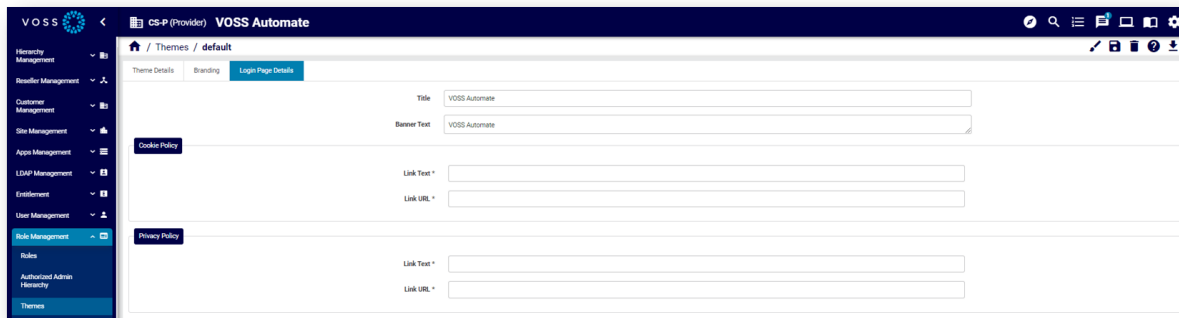 VOSS
CS-P (Provider) VOSS Automate
1
/ Themes / default
Hierarchy
Management
Reseller Management
Customer
Management
Site Management
Apps Management
LDAP Management
Entitlement
User Management
Role Management
Roles
Authorized Admin
Hierarchy
Themes
Theme Details Branding Login Page Details
Title VOSS Automate
Banner Text VOSS Automate
Cookie Policy
Link Text *
Link URL *
Privacy Policy
Link Text *
Link URL *